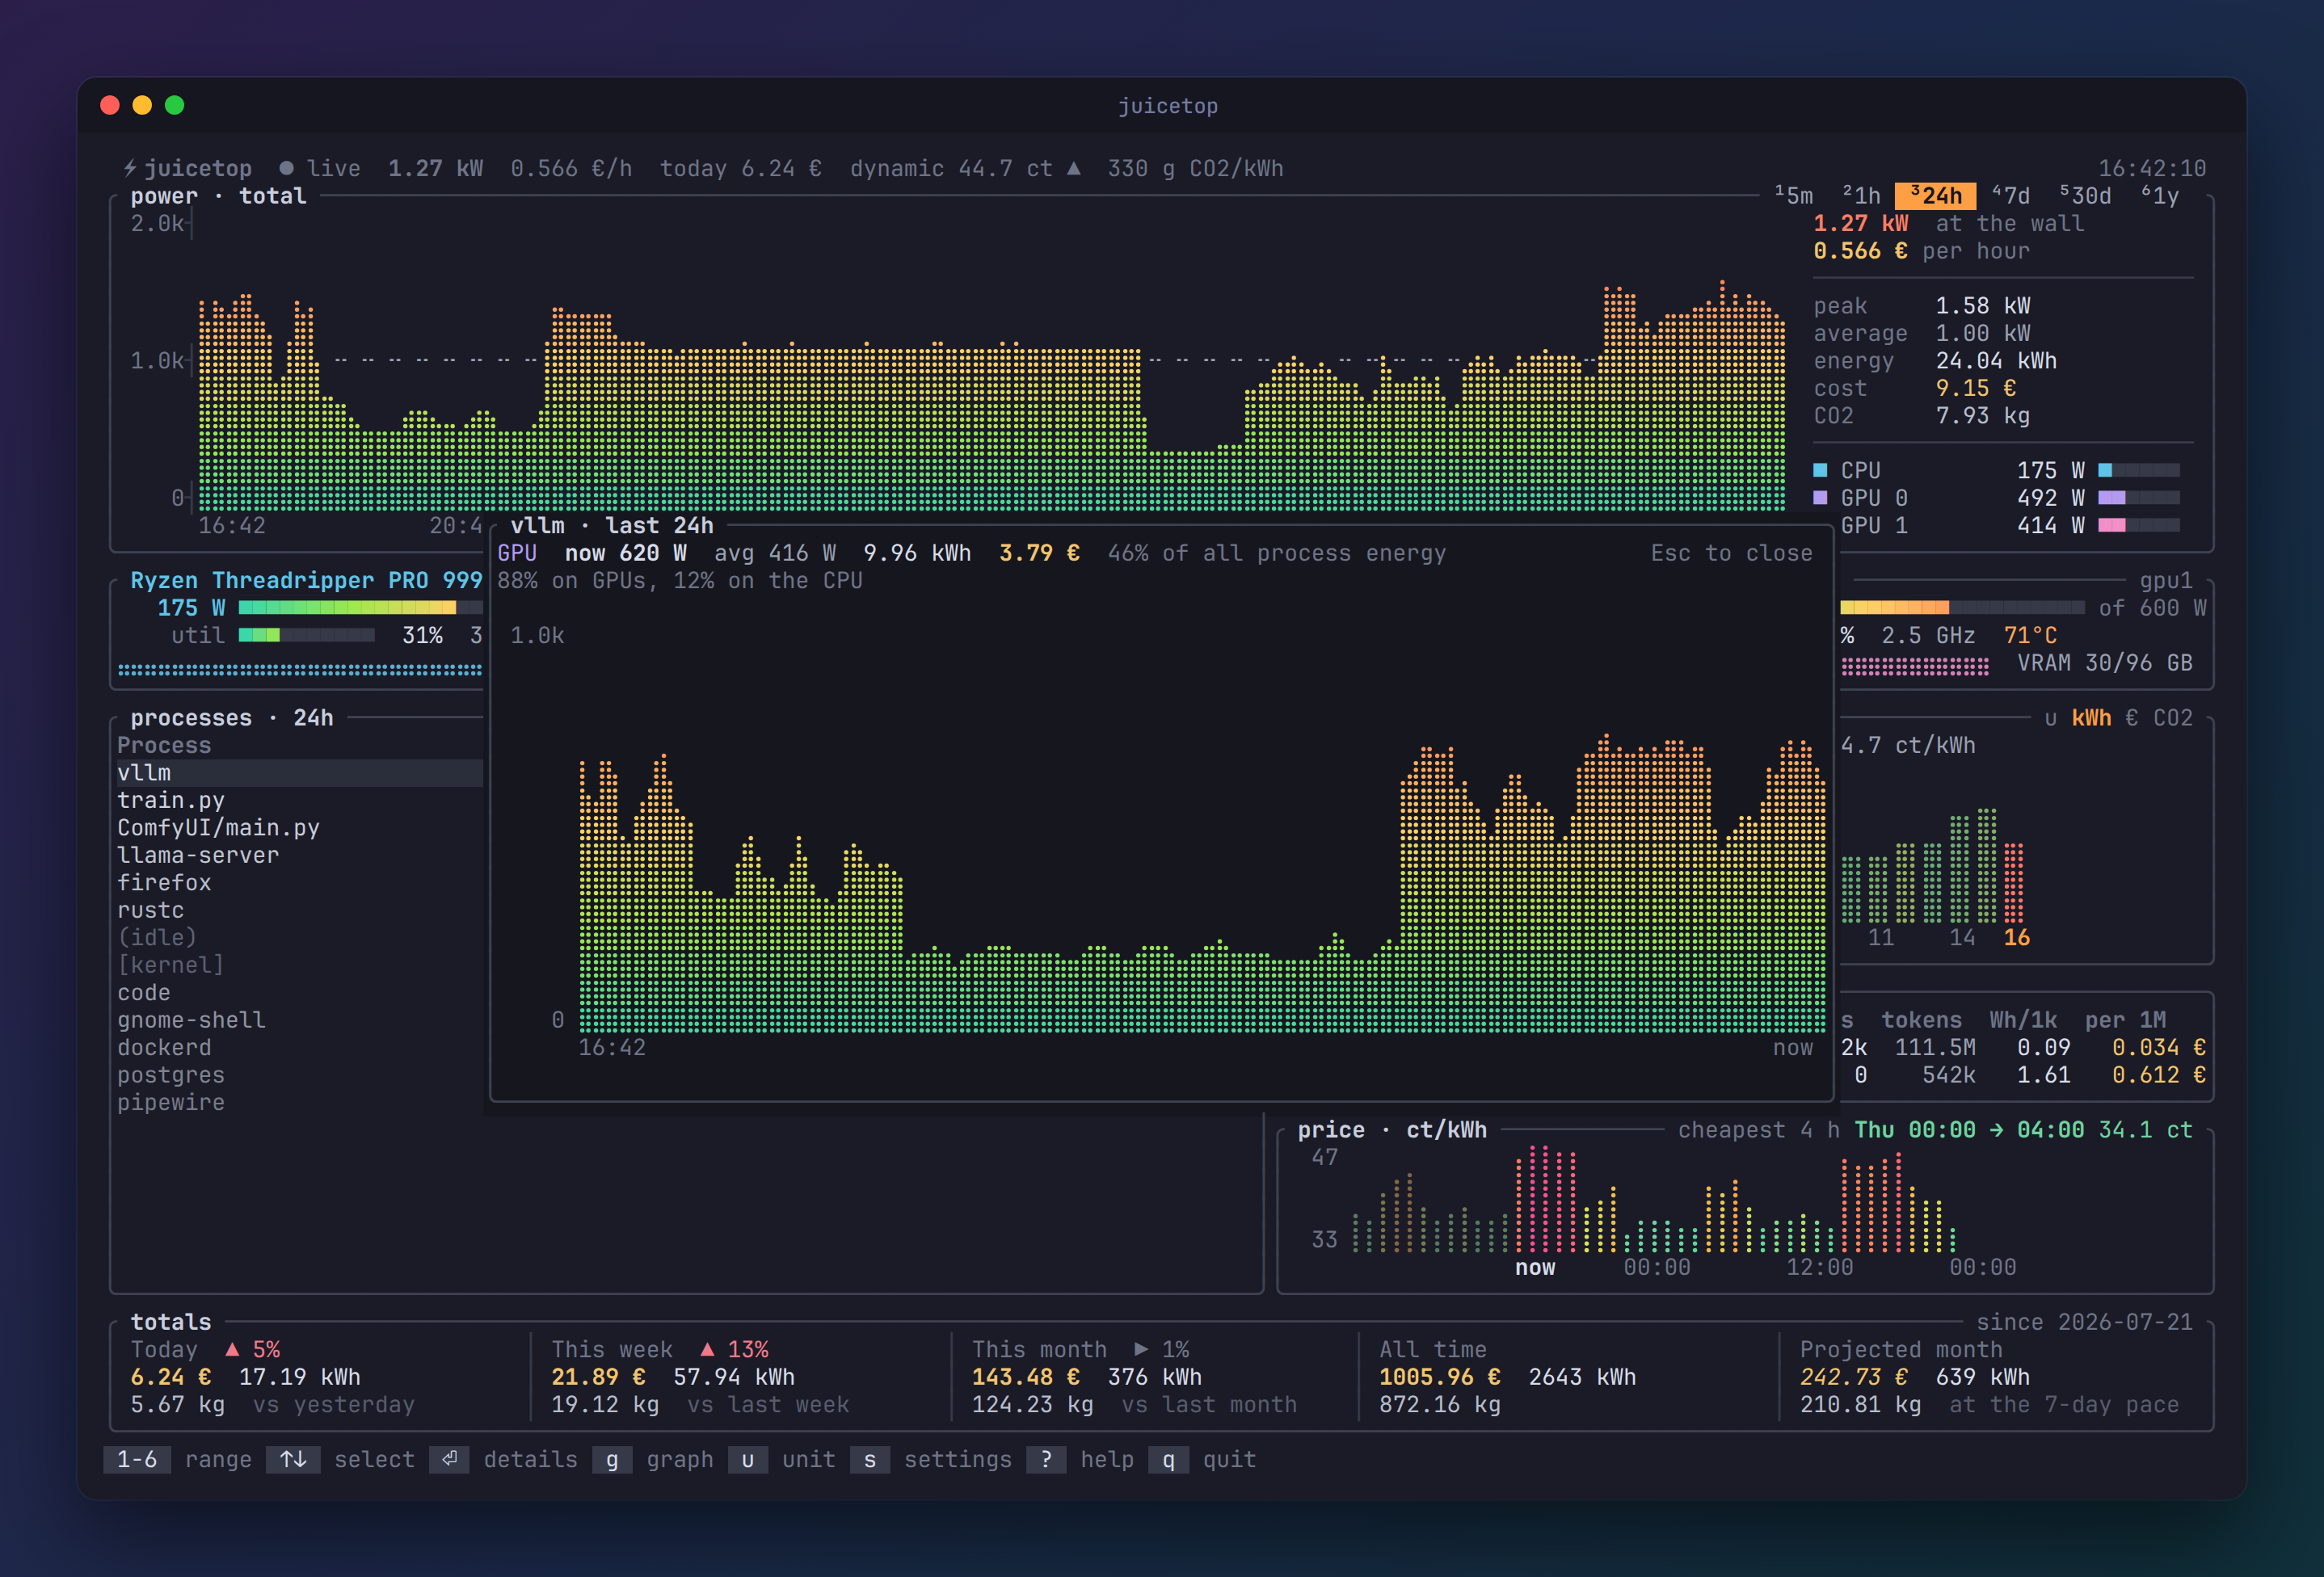 juicetop
⚡juicetop ● live 1.27 kW 0.566 €/h today 6.24 € dynamic 44.7 ct ▲ 330 g CO2/kWh 16:42:10
power · total ¹5m ²1h ³24h ⁴7d ⁵30d ⁶1y
2.0k 1.27 kW at the wall
0.566 € per hour
peak 1.58 kW
average 1.00 kW
1.0k energy 24.04 kWh
cost 9.15 €
CO2 7.93 kg
CPU 175 W
0 GPU 0 492 W
16:42 20:4 GPU 1 414 W
vllm · last 24h
GPU now 620 W avg 416 W 9.96 kWh 3.79 € 46% of all process energy Esc to close
88% on GPUs, 12% on the CPU
1.0k
0
16:42 now
Ryzen Threadripper PRO 999 gpu1
175 W of 600 W
util 31% 3 % 2.5 GHz 71°C
VRAM 30/96 GB
processes · 24h u kWh € CO2
Process 4.7 ct/kWh
vllm
train.py
ComfyUI/main.py
llama-server
firefox
rustc
(idle) 11 14 16
[kernel]
code
gnome-shell s tokens Wh/1k per 1M
dockerd 2k 111.5M 0.09 0.034 €
postgres 0 542k 1.61 0.612 €
pipewire
price · ct/kWh cheapest 4 h Thu 00:00 → 04:00 34.1 ct
47
33
now 00:00 12:00 00:00
totals since 2026-07-21
Today ▲ 5% This week ▲ 13% This month ▶ 1% All time Projected month
6.24 € 17.19 kWh 21.89 € 57.94 kWh 143.48 € 376 kWh 1005.96 € 2643 kWh 242.73 € 639 kWh
5.67 kg vs yesterday 19.12 kg vs last week 124.23 kg vs last month 872.16 kg 210.81 kg at the 7-day pace
1-6 range ↑↓ select ⏎ details g graph u unit s settings ? help q quit